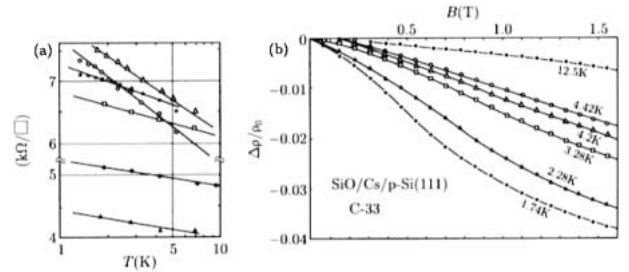 (a)
(kΩ/□)
7
6
5
4
1
5
10
T(K)
(b)
B(T)
0.5
1.0
1.5
Δρ/ρ₀
0
−0.01
−0.02
−0.03
−0.04
12.5K
4.42K
4.2K
3.28K
2.28K
1.74K
SiO/Cs/p-Si(111)
C-33